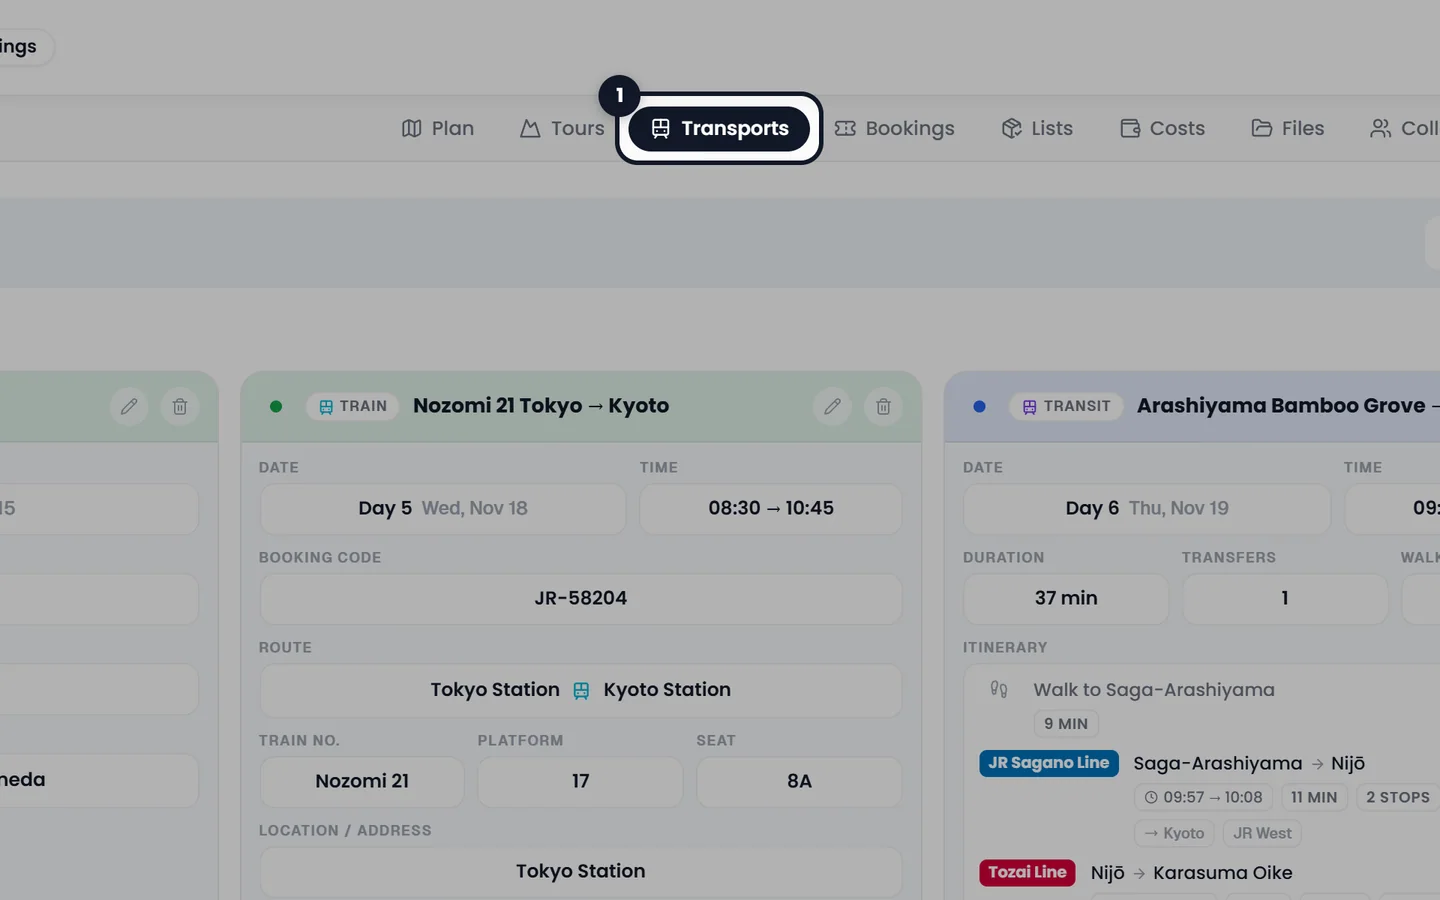 ings
1
Plan
Tours
Transports
Bookings
Lists
Costs
Files
Coll
TRAIN
Nozomi 21 Tokyo → Kyoto
TRANSIT
Arashiyama Bamboo Grove →
DATE
TIME
DATE
TIME
15
Day 5 Wed, Nov 18
08:30 → 10:45
Day 6 Thu, Nov 19
09:
BOOKING CODE
DURATION
TRANSFERS
WALK
JR-58204
37 min
1
ROUTE
ITINERARY
Tokyo Station
Kyoto Station
Walk to Saga-Arashiyama
9 MIN
TRAIN NO.
PLATFORM
SEAT
JR Sagano Line
Saga-Arashiyama → Nijō
neda
Nozomi 21
17
8A
09:57 → 10:08
11 MIN
2 STOPS
LOCATION / ADDRESS
→ Kyoto
JR West
Tokyo Station
Tozai Line
Nijō → Karasuma Oike